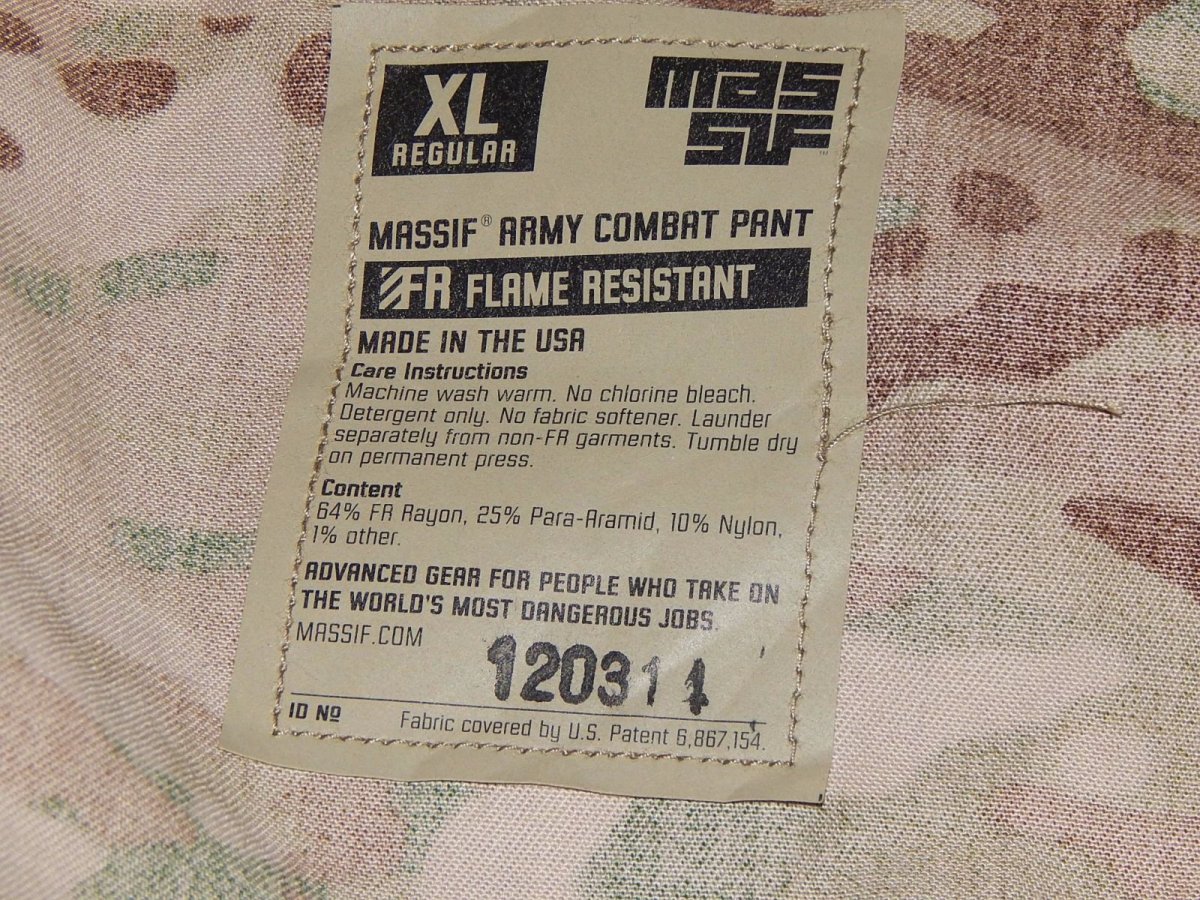 XL
REGULAR
MAS
SIF™
MASSIF® ARMY COMBAT PANT
FR FLAME RESISTANT
MADE IN THE USA
Care Instructions
Machine wash warm. No chlorine bleach.
Detergent only. No fabric softener. Launder
separately from non-FR garments. Tumble dry
on permanent press.
Content
64% FR Rayon, 25% Para-Aramid, 10% Nylon,
1% other.
ADVANCED GEAR FOR PEOPLE WHO TAKE ON
THE WORLD'S MOST DANGEROUS JOBS.
MASSIF.COM
120311
ID Nº
Fabric covered by U.S. Patent 6,867,154.